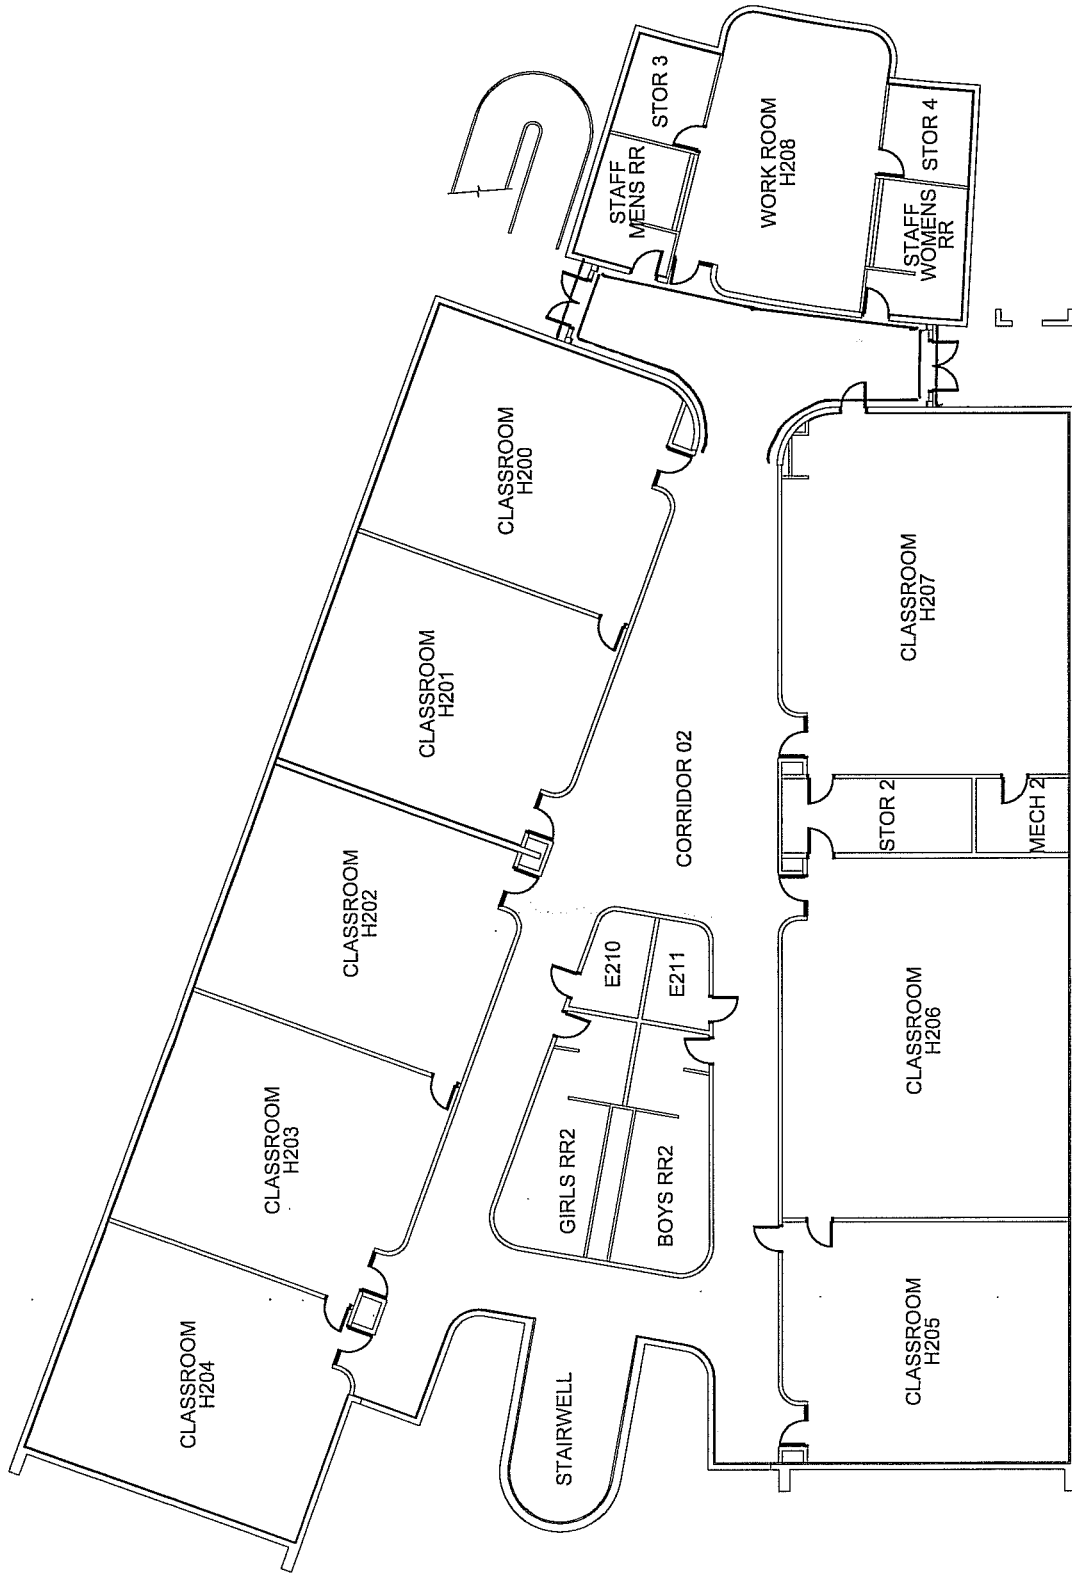 STOR 3
STAFF
MENS RR
WORK ROOM
H208
STOR 4
STAFF
WOMENS
RR
CLASSROOM
H200
CLASSROOM
H201
CLASSROOM
H202
CLASSROOM
H203
CLASSROOM
H204
CORRIDOR 02
E210
E211
GIRLS RR2
BOYS RR2
STAIRWELL
CLASSROOM
H207
STOR 2
MECH 2
CLASSROOM
H206
CLASSROOM
H205